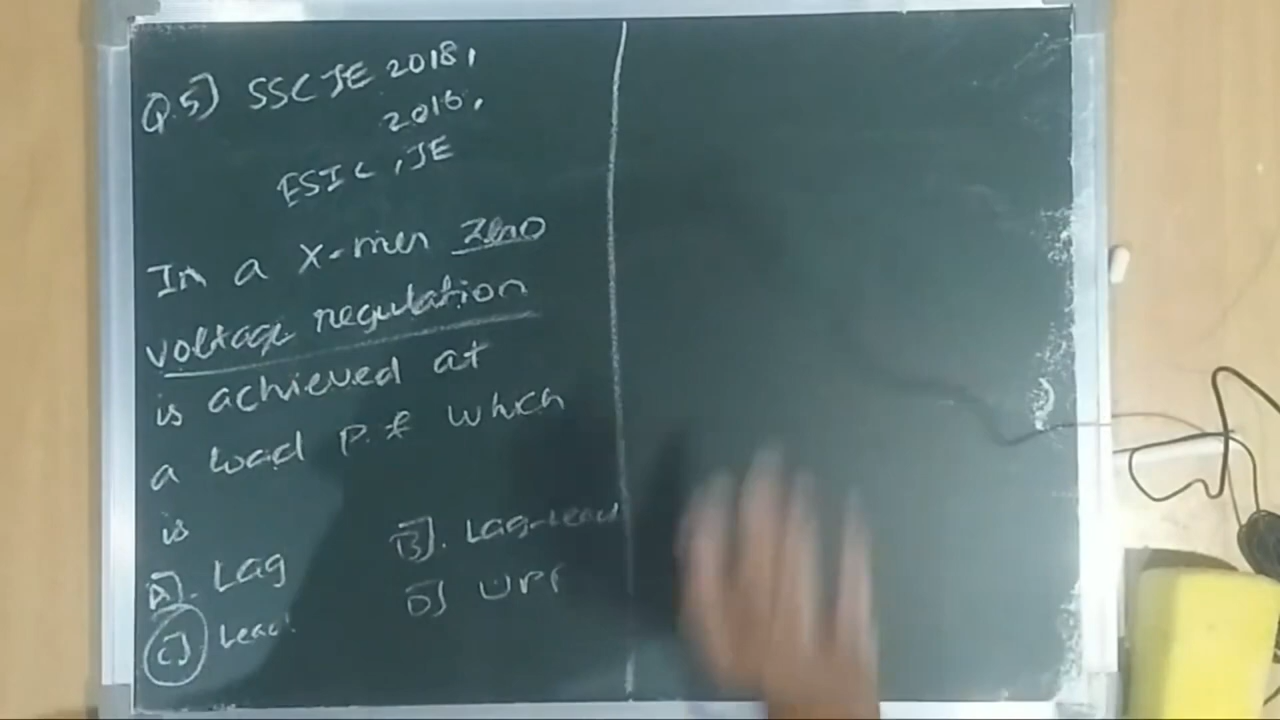 Q.5] SSC JE 2018,
2016,
ESIC, JE
In a X-mer Zero
voltage regulation
is achieved at
a load P.f which
is
A]. Lag B]. Lag-Lead
C] Lead D] UPF